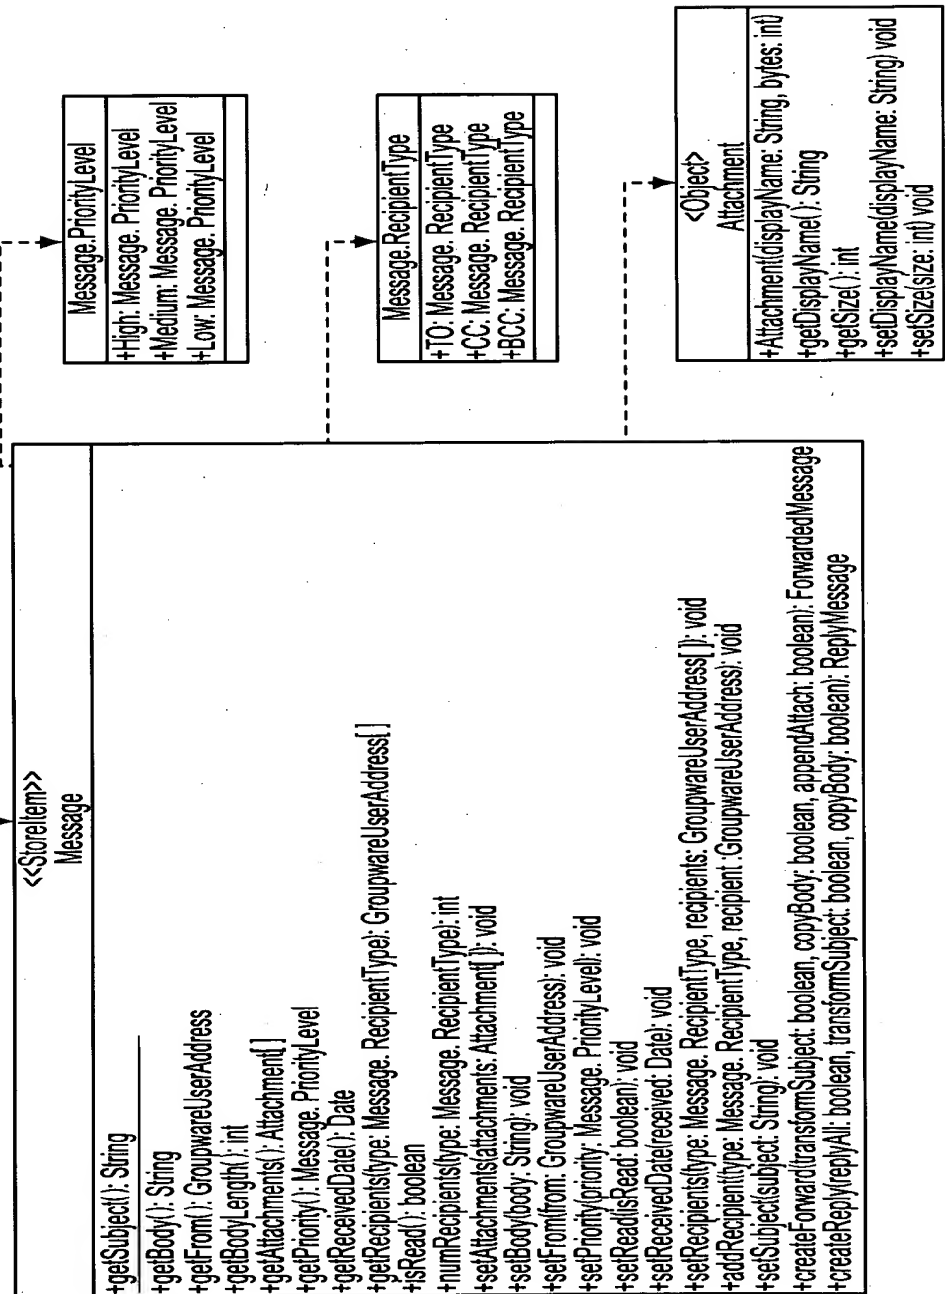 <<StoreItem>>
Message
+getSubject( ): String
+getBody( ): String
+getFrom( ): GroupwareUserAddress
+getBodyLength( ): int
+getAttachments( ): Attachment[ ]
+getPriority( ): Message. PriorityLevel
+getReceivedDate( ): Date
+getRecipients(type: Message. RecipientType): GroupwareUserAddress[ ]
+isRead( ): boolean
+numRecipients(type: Message. RecipientType): int
+setAttachments(attachments: Attachment[ ]): void
+setBody(body: String): void
+setFrom(from: GroupwareUserAddress): void
+setPriority(priority: Message. PriorityLevel): void
+setRead(isRead: boolean): void
+setReceivedDate(received: Date): void
+setRecipients(type: Message. RecipientType, recipients: GroupwareUserAddress[ ]): void
+addRecipient(type: Message. RecipientType, recipient :GroupwareUserAddress): void
+setSubject(subject: String): void
+createForward(transformSubject: boolean, copyBody: boolean, appendAttach: boolean): ForwardedMessage
+createReply(replyAll: boolean, transformSubject: boolean, copyBody: boolean): ReplyMessage
Message.PriorityLevel
+High: Message. PriorityLevel
+Medium: Message. PriorityLevel
+Low: Message. PriorityLevel
Message.RecipientType
+TO: Message. RecipientType
+CC: Message. RecipientType
+BCC: Message. RecipientType
<Object>
Attachment
+Attachment(displayName: String, bytes: int)
+getDisplayName( ): String
+getSize( ): int
+setDisplayName(displayName: String) void
+setSize(size: int) void